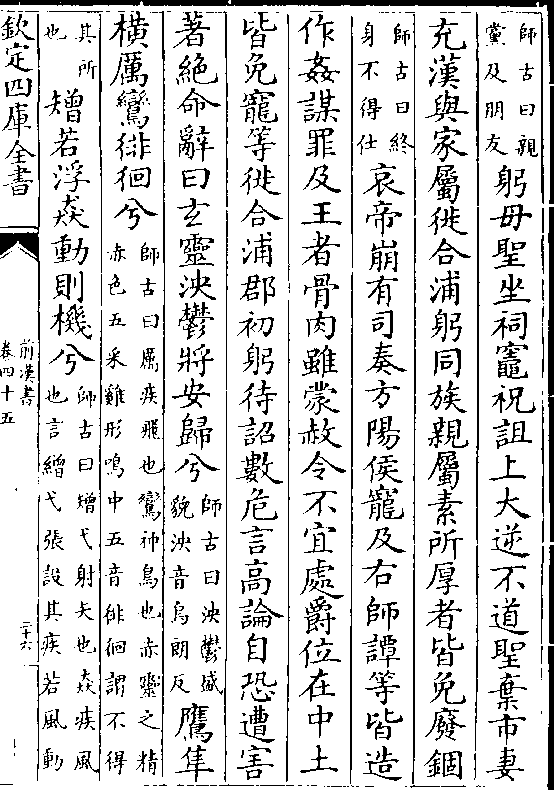 師古曰親黨及朋友躬母聖坐祠竈祝詛上大逆不道聖棄市妻
充漢與家屬徙合浦躬同族親屬素所厚者皆免廢錮
師古曰終身不得仕哀帝崩有司奏方陽侯寵及右師譚等皆造
作姦謀罪及王者骨肉雖蒙赦令不宜處爵位在中土
皆免寵等徙合浦郡初躬待詔數危言高論自恐遭害
著絶命辭曰玄靈泱鬱將安歸兮師古曰泱鬱盛貌泱音烏朗反鷹隼
橫厲鸞徘徊兮師古曰厲疾飛也鸞神鳥也赤靈之精赤色五采雞形鳴中五音徘徊謂不得
其所也矰若浮猋動則機兮師古曰矰弋射矢也猋疾風也言繒弋張設其疾若風動
欽定四庫全書
前漢書
卷四十五
二十六